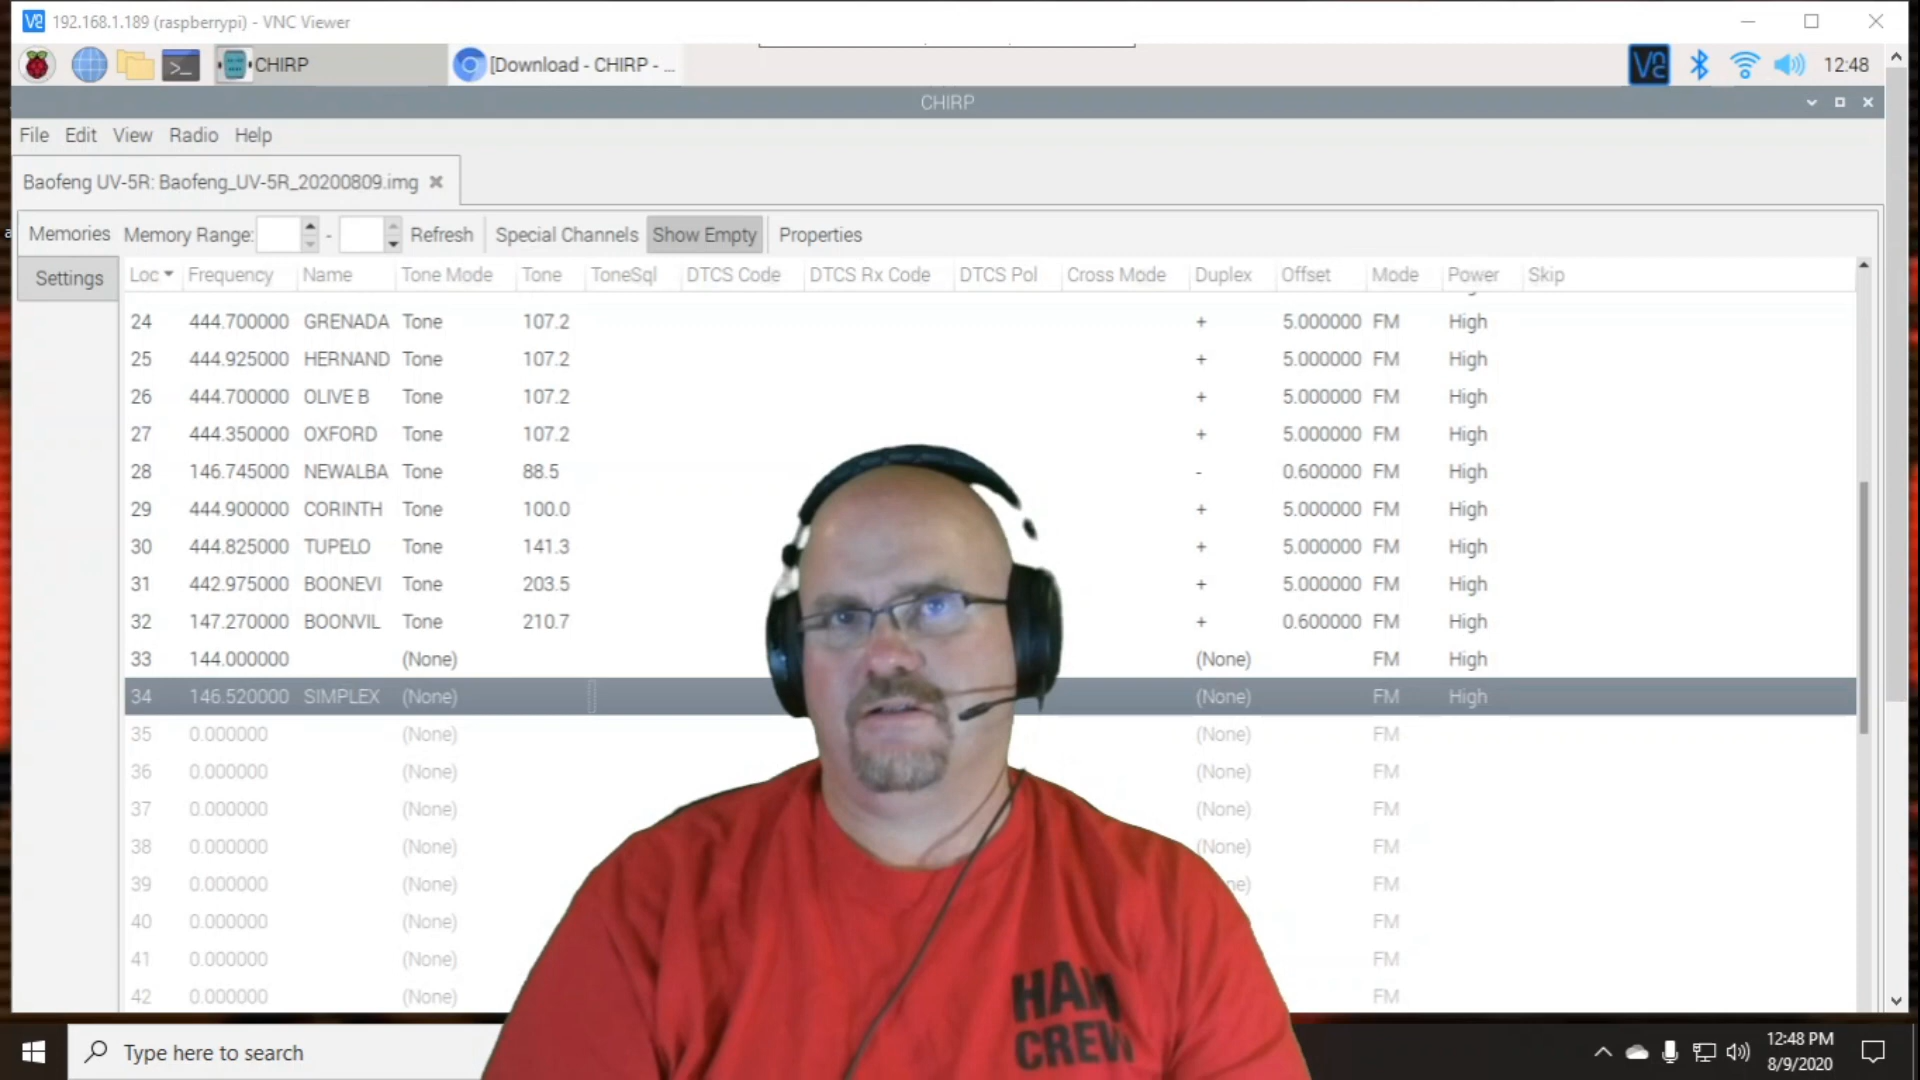 192.168.1.189 (raspberrypi) - VNC Viewer
CHIRP [Download - CHIRP - ... 12:48
CHIRP
File Edit View Radio Help
Baofeng UV-5R: Baofeng_UV-5R_20200809.img
Memories Memory Range: - Refresh Special Channels Show Empty Properties
Settings Loc Frequency Name Tone Mode Tone ToneSql DTCS Code DTCS Rx Code DTCS Pol Cross Mode Duplex Offset Mode Power Skip
24 444.700000 GRENADA Tone 107.2 + 5.000000 FM High
25 444.925000 HERNAND Tone 107.2 + 5.000000 FM High
26 444.700000 OLIVE B Tone 107.2 + 5.000000 FM High
27 444.350000 OXFORD Tone 107.2 + 5.000000 FM High
28 146.745000 NEWALBA Tone 88.5 - 0.600000 FM High
29 444.900000 CORINTH Tone 100.0 + 5.000000 FM High
30 444.825000 TUPELO Tone 141.3 + 5.000000 FM High
31 442.975000 BOONEVI Tone 203.5 + 5.000000 FM High
32 147.270000 BOONVIL Tone 210.7 + 0.600000 FM High
33 144.000000 (None) (None) FM High
34 146.520000 SIMPLEX (None) (None) FM High
35 0.000000 (None) (None) FM
36 0.000000 (None) (None) FM
37 0.000000 (None) (None) FM
38 0.000000 (None) (None) FM
39 0.000000 (None) ne) FM
40 0.000000 (None) FM
41 0.000000 (None) FM
42 0.000000 (None) FM
HAM
CREW
Type here to search
12:48 PM
8/9/2020